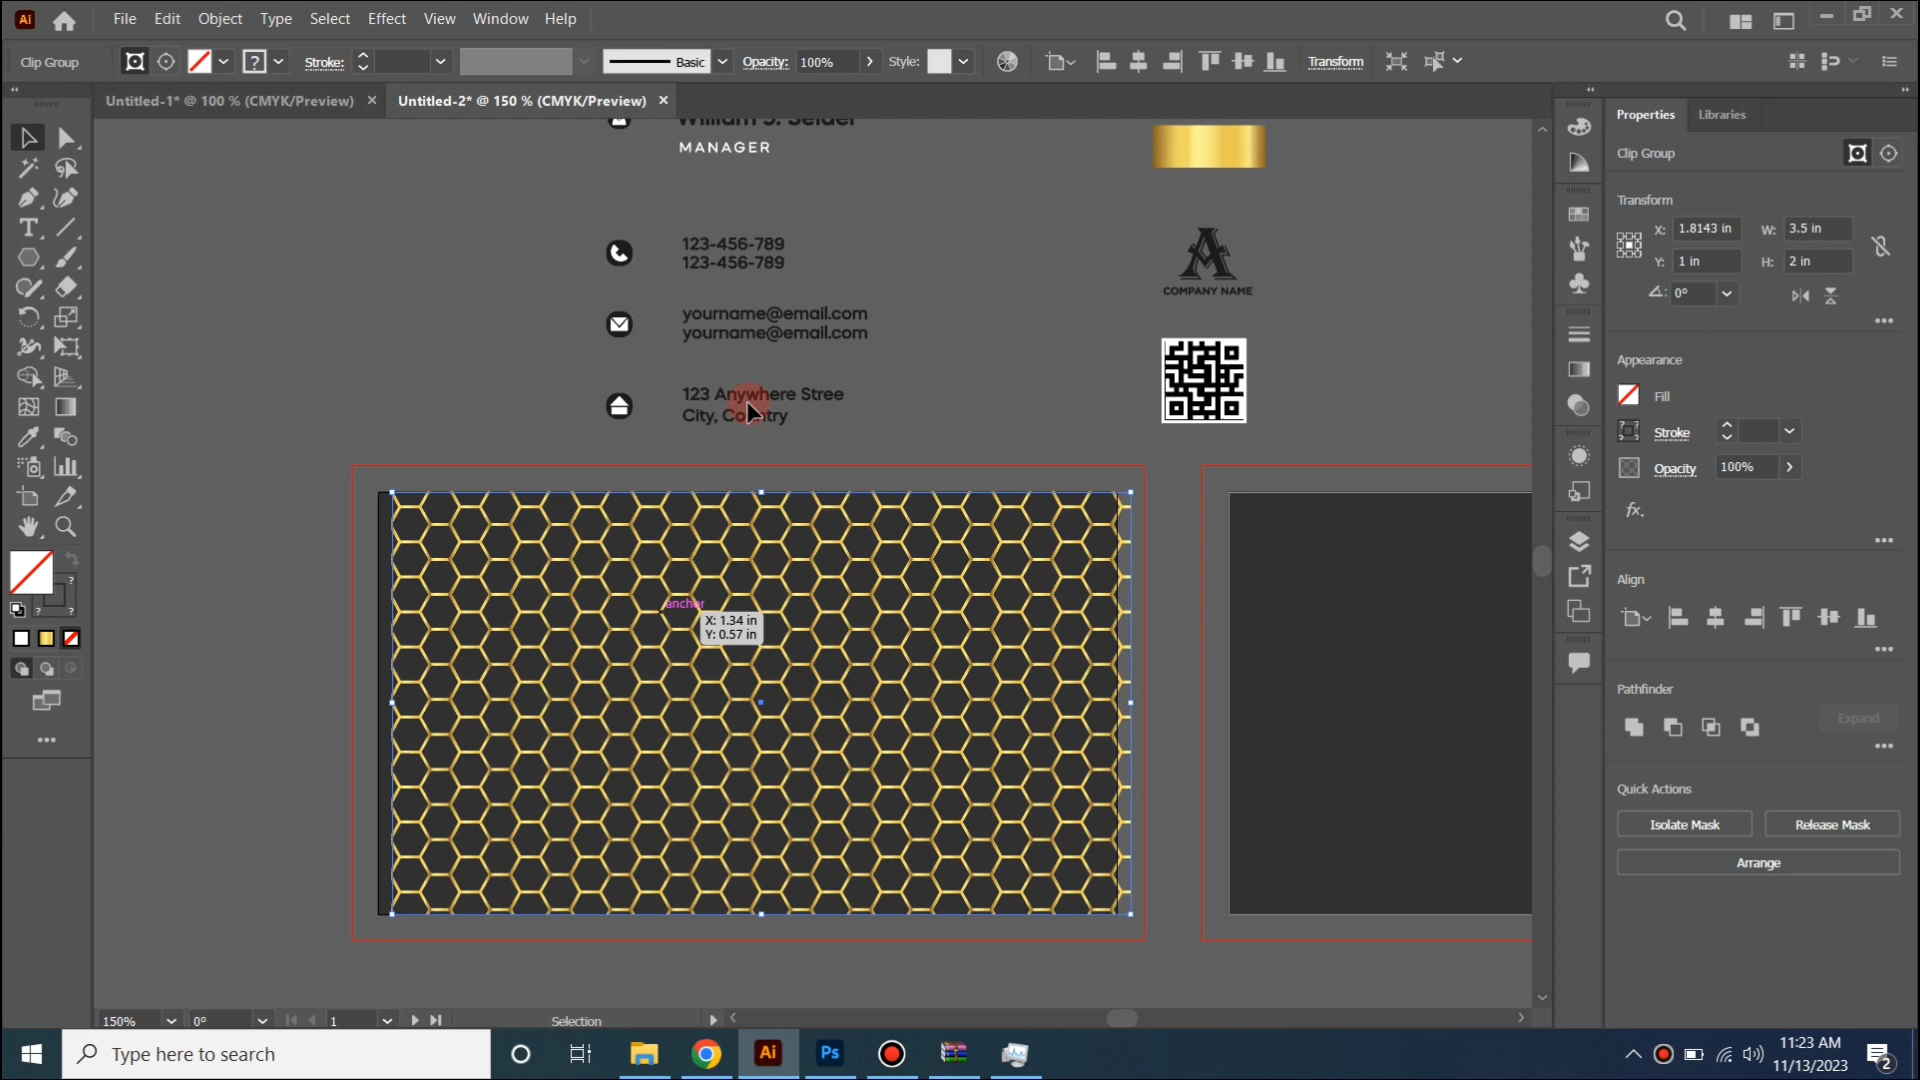 File Edit Object Type Select Effect View Window Help
Clip Group
Stroke:
Basic
Opacity: 100%
Style:
Transform
Untitled-1* @ 100 % (CMYK/Preview) ×
Untitled-2* @ 150 % (CMYK/Preview) ×
William S. Seider
MANAGER
123-456-789
123-456-789
yourname@email.com
yourname@email.com
123 Anywhere Stree
City, Country
A
COMPANY NAME
anchor
X: 1.34 in
Y: 0.57 in
Properties Libraries
Clip Group
Transform
X: 1.8143 in W: 3.5 in
Y: 1 in H: 2 in
0°
Appearance
Fill
Stroke
Opacity 100%
fx.
Align
Pathfinder
Expand
Quick Actions
Isolate Mask Release Mask
Arrange
150% 0° 1 Selection
Type here to search
Ai
Ps
11:23 AM
11/13/2023
2